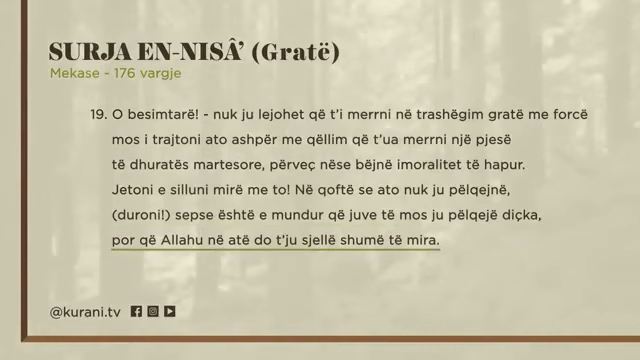 SURJA EN-NISÂ’ (Gratë)
Mekase - 176 vargje
19. O besimtarë! - nuk ju lejohet që t’i merrni në trashëgim gratë me forcë
mos i trajtoni ato ashpër me qëllim që t’ua merrni një pjesë
të dhuratës martesore, përveç nëse bëjnë imoralitet të hapur.
Jetoni e silluni mirë me to! Në qoftë se ato nuk ju pëlqejnë,
(duroni!) sepse është e mundur që juve të mos ju pëlqejë diçka,
por që Allahu në atë do t’ju sjellë shumë të mira.
@kurani.tv